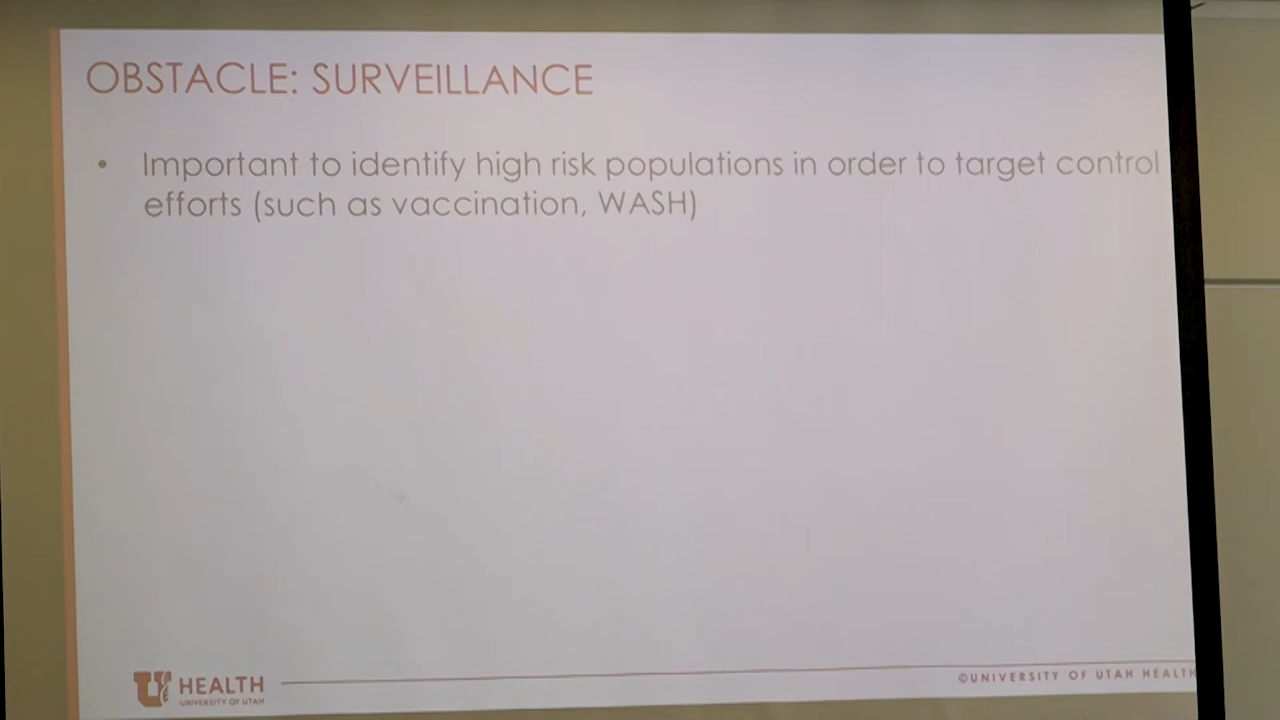 OBSTACLE: SURVEILLANCE
• Important to identify high risk populations in order to target control
efforts (such as vaccination, WASH)
U HEALTH
UNIVERSITY OF UTAH
©UNIVERSITY OF UTAH HEALTH